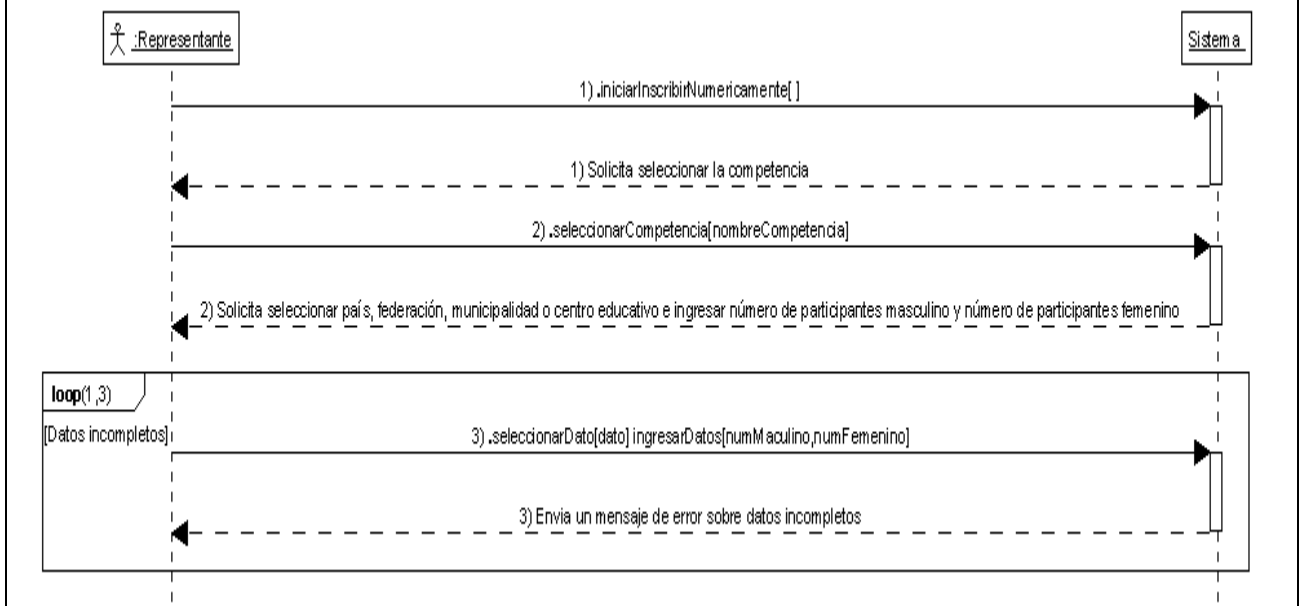 :Representante
Sistema
1) .iniciarInscribirNumericamente[ ]
1) Solicita seleccionar la competencia
2) .seleccionarCompetencia[nombreCompetencia]
2) Solicita seleccionar país, federación, municipalidad o centro educativo e ingresar número de participantes masculino y número de participantes femenino
loop(1,3)
[Datos incompletos]
3) .seleccionarDato[dato] ingresarDatos[numMaculino,numFemenino]
3) Envia un mensaje de error sobre datos incompletos